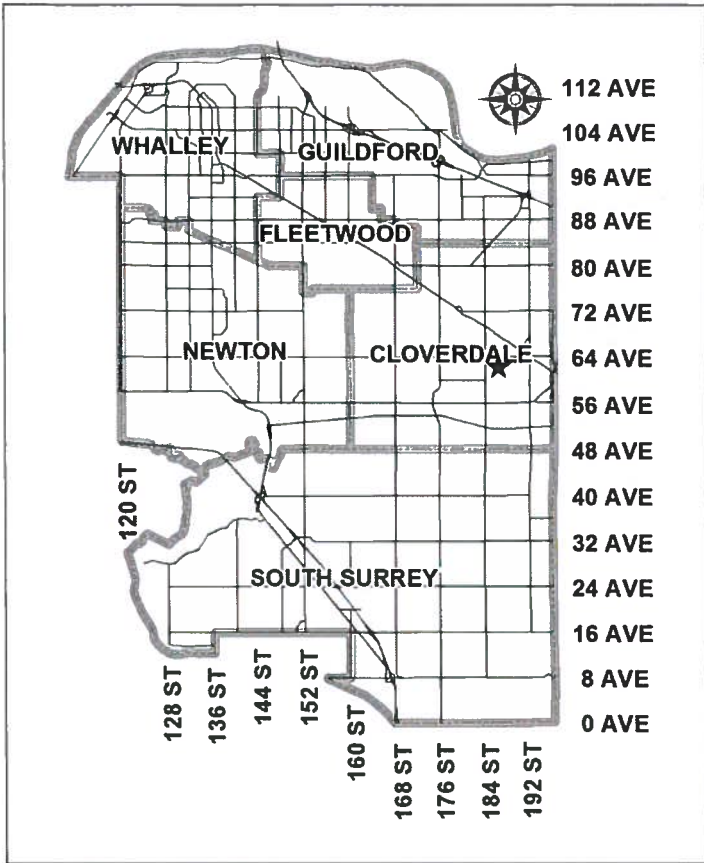 112 AVE
104 AVE
WHALLEY
GUILDFORD
96 AVE
88 AVE
FLEETWOOD
80 AVE
72 AVE
NEWTON
CLOVERDALE
64 AVE
56 AVE
48 AVE
120 ST
40 AVE
32 AVE
SOUTH SURREY
24 AVE
16 AVE
128 ST
136 ST
144 ST
152 ST
160 ST
8 AVE
0 AVE
168 ST
176 ST
184 ST
192 ST